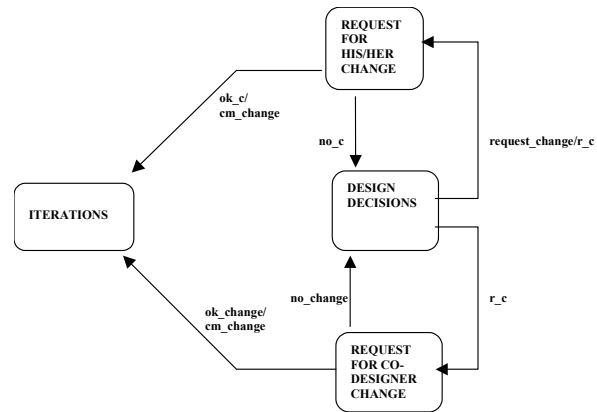 REQUEST
FOR
HIS/HER
CHANGE
ok_c/
cm_change
no_c
request_change/r_c
ITERATIONS
DESIGN
DECISIONS
ok_change/
cm_change
no_change
r_c
REQUEST
FOR CO-
DESIGNER
CHANGE